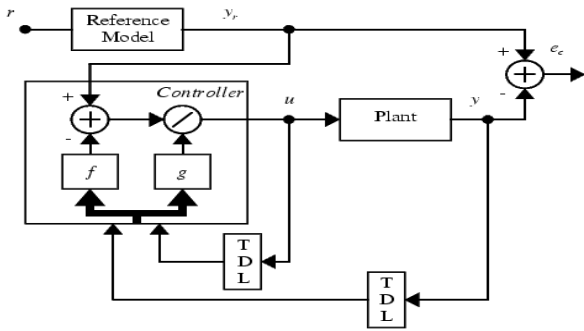 r
Reference
Model
y_r
+
-
e_c
Controller
+
-
u
Plant
y
f
g
T
D
L
T
D
L